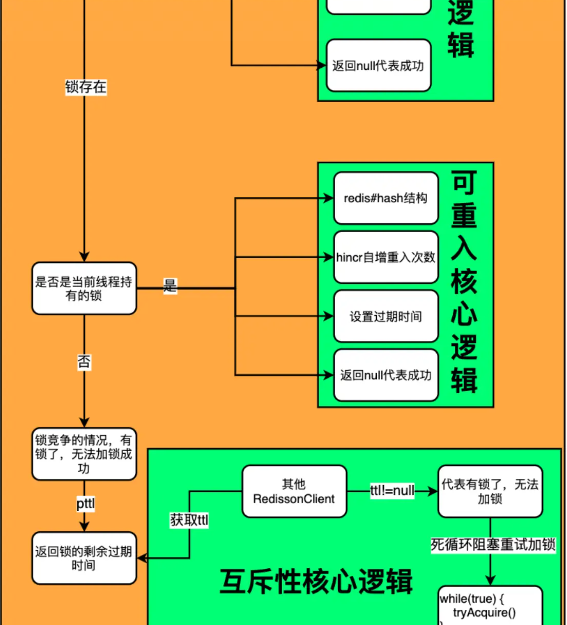 逻
辑
返回null代表成功
锁存在
可
重
入
核
心
逻
辑
redis#hash结构
hincr自增重入次数
设置过期时间
返回null代表成功
是否是当前线程持
有的锁
是
否
锁竞争的情况，有
锁了，无法加锁成
功
pttl
返回锁的剩余过期
时间
其他
RedissonClient
ttl!=null
代表有锁了，无法
加锁
获取ttl
死循环阻塞重试加锁
互斥性核心逻辑
while(true) {
tryAcquire()